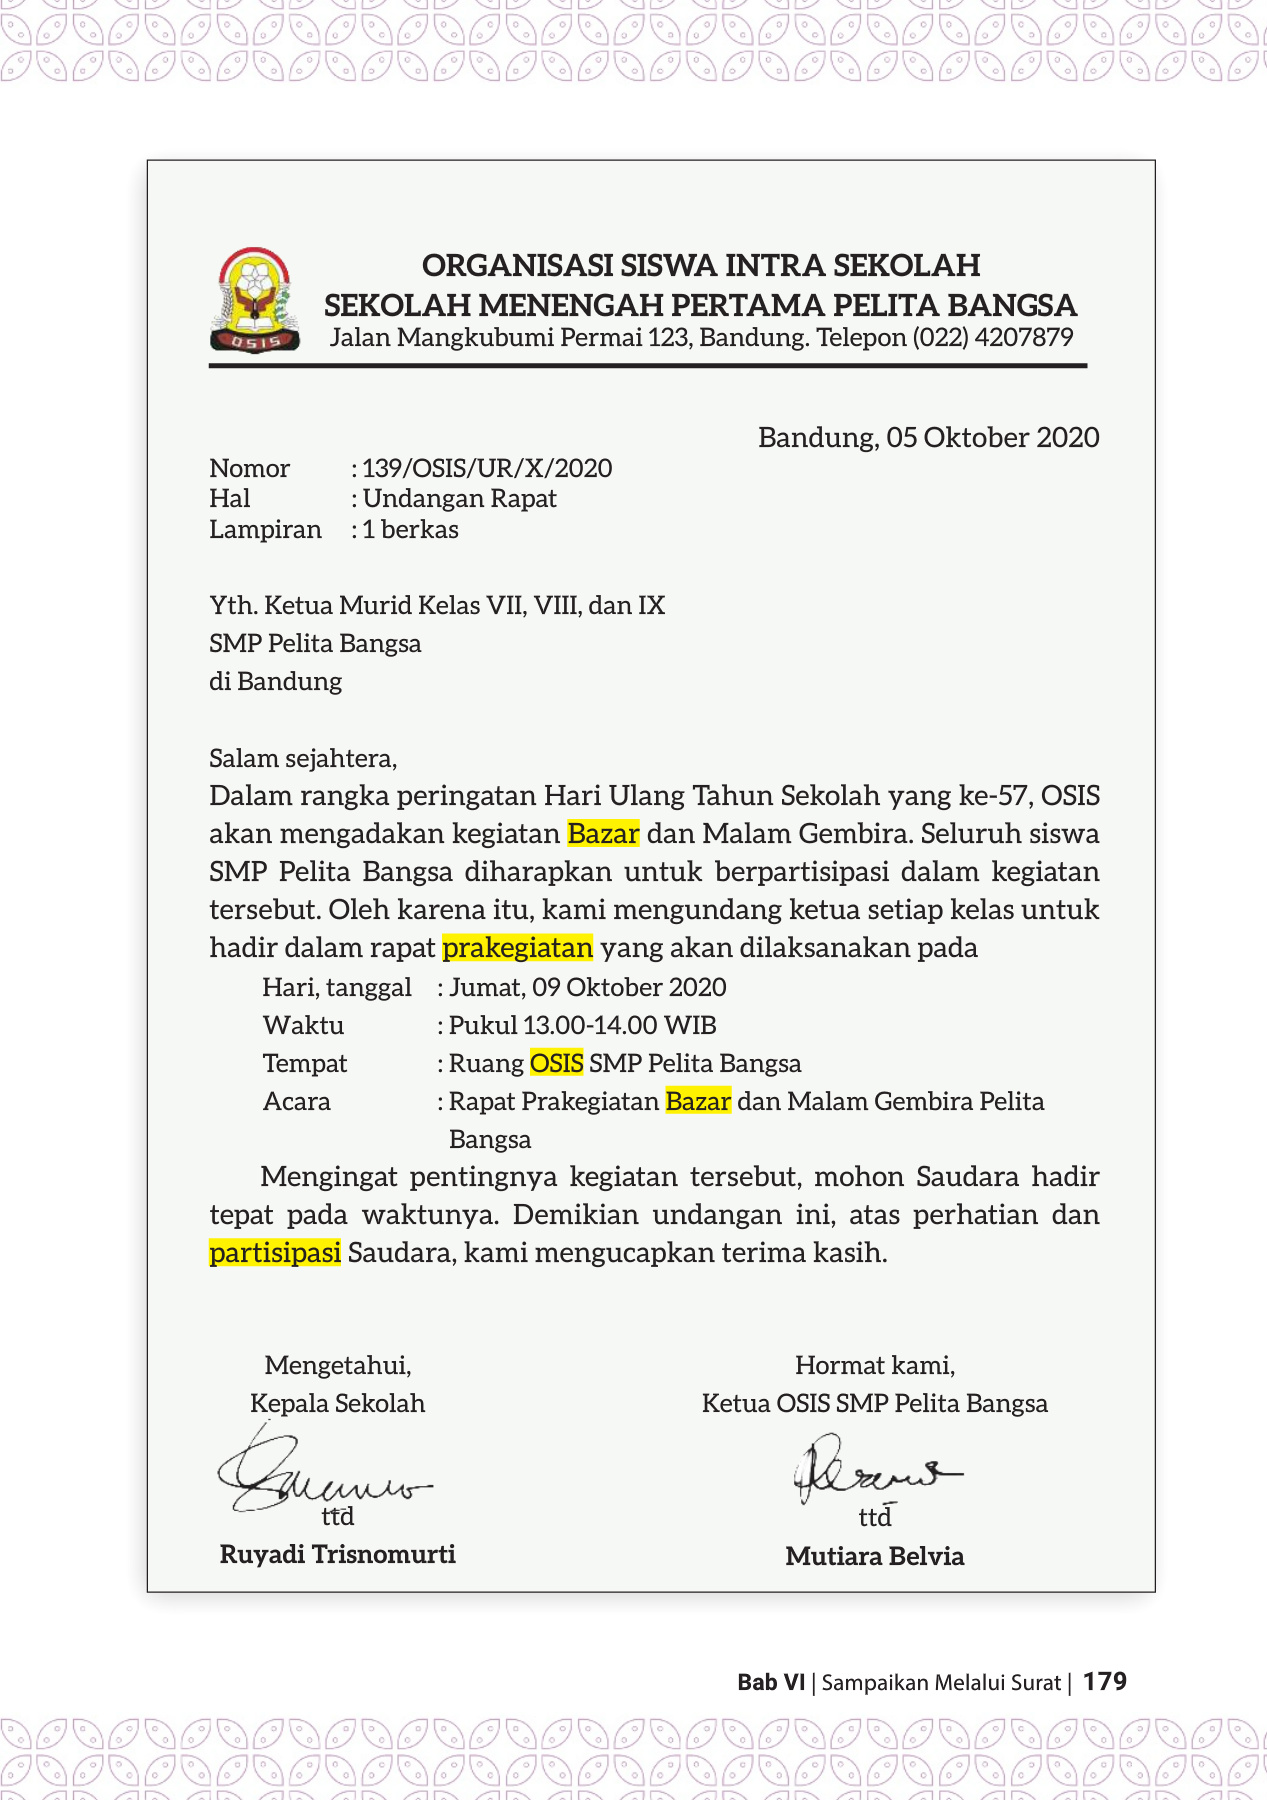 OSIS
ORGANISASI SISWA INTRA SEKOLAH
SEKOLAH MENENGAH PERTAMA PELITA BANGSA
Jalan Mangkubumi Permai 123, Bandung. Telepon (022) 4207879
Bandung, 05 Oktober 2020
Nomor : 139/OSIS/UR/X/2020
Hal : Undangan Rapat
Lampiran : 1 berkas
Yth. Ketua Murid Kelas VII, VIII, dan IX
SMP Pelita Bangsa
di Bandung
Salam sejahtera,
Dalam rangka peringatan Hari Ulang Tahun Sekolah yang ke-57, OSIS
akan mengadakan kegiatan Bazar dan Malam Gembira. Seluruh siswa
SMP Pelita Bangsa diharapkan untuk berpartisipasi dalam kegiatan
tersebut. Oleh karena itu, kami mengundang ketua setiap kelas untuk
hadir dalam rapat prakegiatan yang akan dilaksanakan pada
Hari, tanggal : Jumat, 09 Oktober 2020
Waktu : Pukul 13.00-14.00 WIB
Tempat : Ruang OSIS SMP Pelita Bangsa
Acara : Rapat Prakegiatan Bazar dan Malam Gembira Pelita
Bangsa
Mengingat pentingnya kegiatan tersebut, mohon Saudara hadir
tepat pada waktunya. Demikian undangan ini, atas perhatian dan
partisipasi Saudara, kami mengucapkan terima kasih.
Mengetahui,
Kepala Sekolah
ttd
Ruyadi Trisnomurti
Hormat kami,
Ketua OSIS SMP Pelita Bangsa
ttd
Mutiara Belvia
Bab VI | Sampaikan Melalui Surat | 179